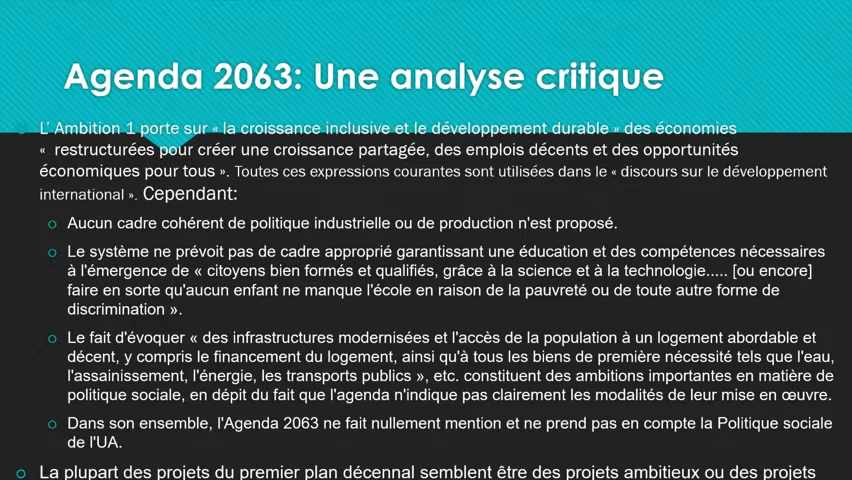 Agenda 2063: Une analyse critique
L' Ambition 1 porte sur « la croissance inclusive et le développement durable » des économies
« restructurées pour créer une croissance partagée, des emplois décents et des opportunités
économiques pour tous ». Toutes ces expressions courantes sont utilisées dans le « discours sur le développement
international ». Cependant:
Aucun cadre cohérent de politique industrielle ou de production n'est proposé.
Le système ne prévoit pas de cadre approprié garantissant une éducation et des compétences nécessaires
à l'émergence de « citoyens bien formés et qualifiés, grâce à la science et à la technologie..... [ou encore]
faire en sorte qu'aucun enfant ne manque l'école en raison de la pauvreté ou de toute autre forme de
discrimination ».
Le fait d'évoquer « des infrastructures modernisées et l'accès de la population à un logement abordable et
décent, y compris le financement du logement, ainsi qu'à tous les biens de première nécessité tels que l'eau,
l'assainissement, l'énergie, les transports publics », etc. constituent des ambitions importantes en matière de
politique sociale, en dépit du fait que l'agenda n'indique pas clairement les modalités de leur mise en œuvre.
Dans son ensemble, l'Agenda 2063 ne fait nullement mention et ne prend pas en compte la Politique sociale
de l'UA.
La plupart des projets du premier plan décennal semblent être des projets ambitieux ou des projets